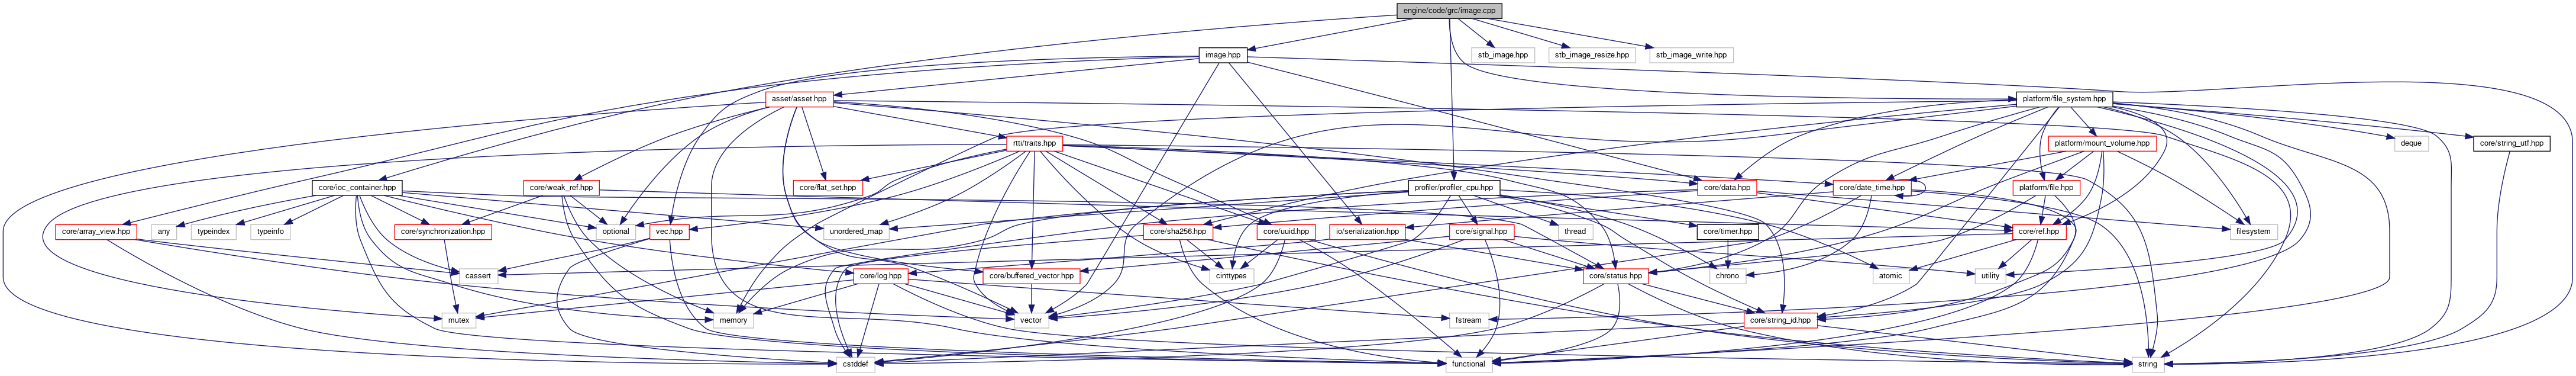 engine/code/grc/image.cpp
image.hpp
stb_image.hpp
stb_image_resize.hpp
stb_image_write.hpp
asset/asset.hpp
platform/file_system.hpp
rtti/traits.hpp
platform/mount_volume.hpp
deque
core/string_utf.hpp
core/ioc_container.hpp
core/weak_ref.hpp
core/flat_set.hpp
profiler/profiler_cpu.hpp
core/data.hpp
core/date_time.hpp
platform/file.hpp
core/array_view.hpp
any
typeindex
typeinfo
core/synchronization.hpp
optional
vec.hpp
unordered_map
core/sha256.hpp
core/uuid.hpp
io/serialization.hpp
core/signal.hpp
thread
core/timer.hpp
core/ref.hpp
filesystem
cassert
core/log.hpp
core/buffered_vector.hpp
cinttypes
core/status.hpp
chrono
atomic
utility
mutex
memory
vector
fstream
core/string_id.hpp
cstddef
functional
string